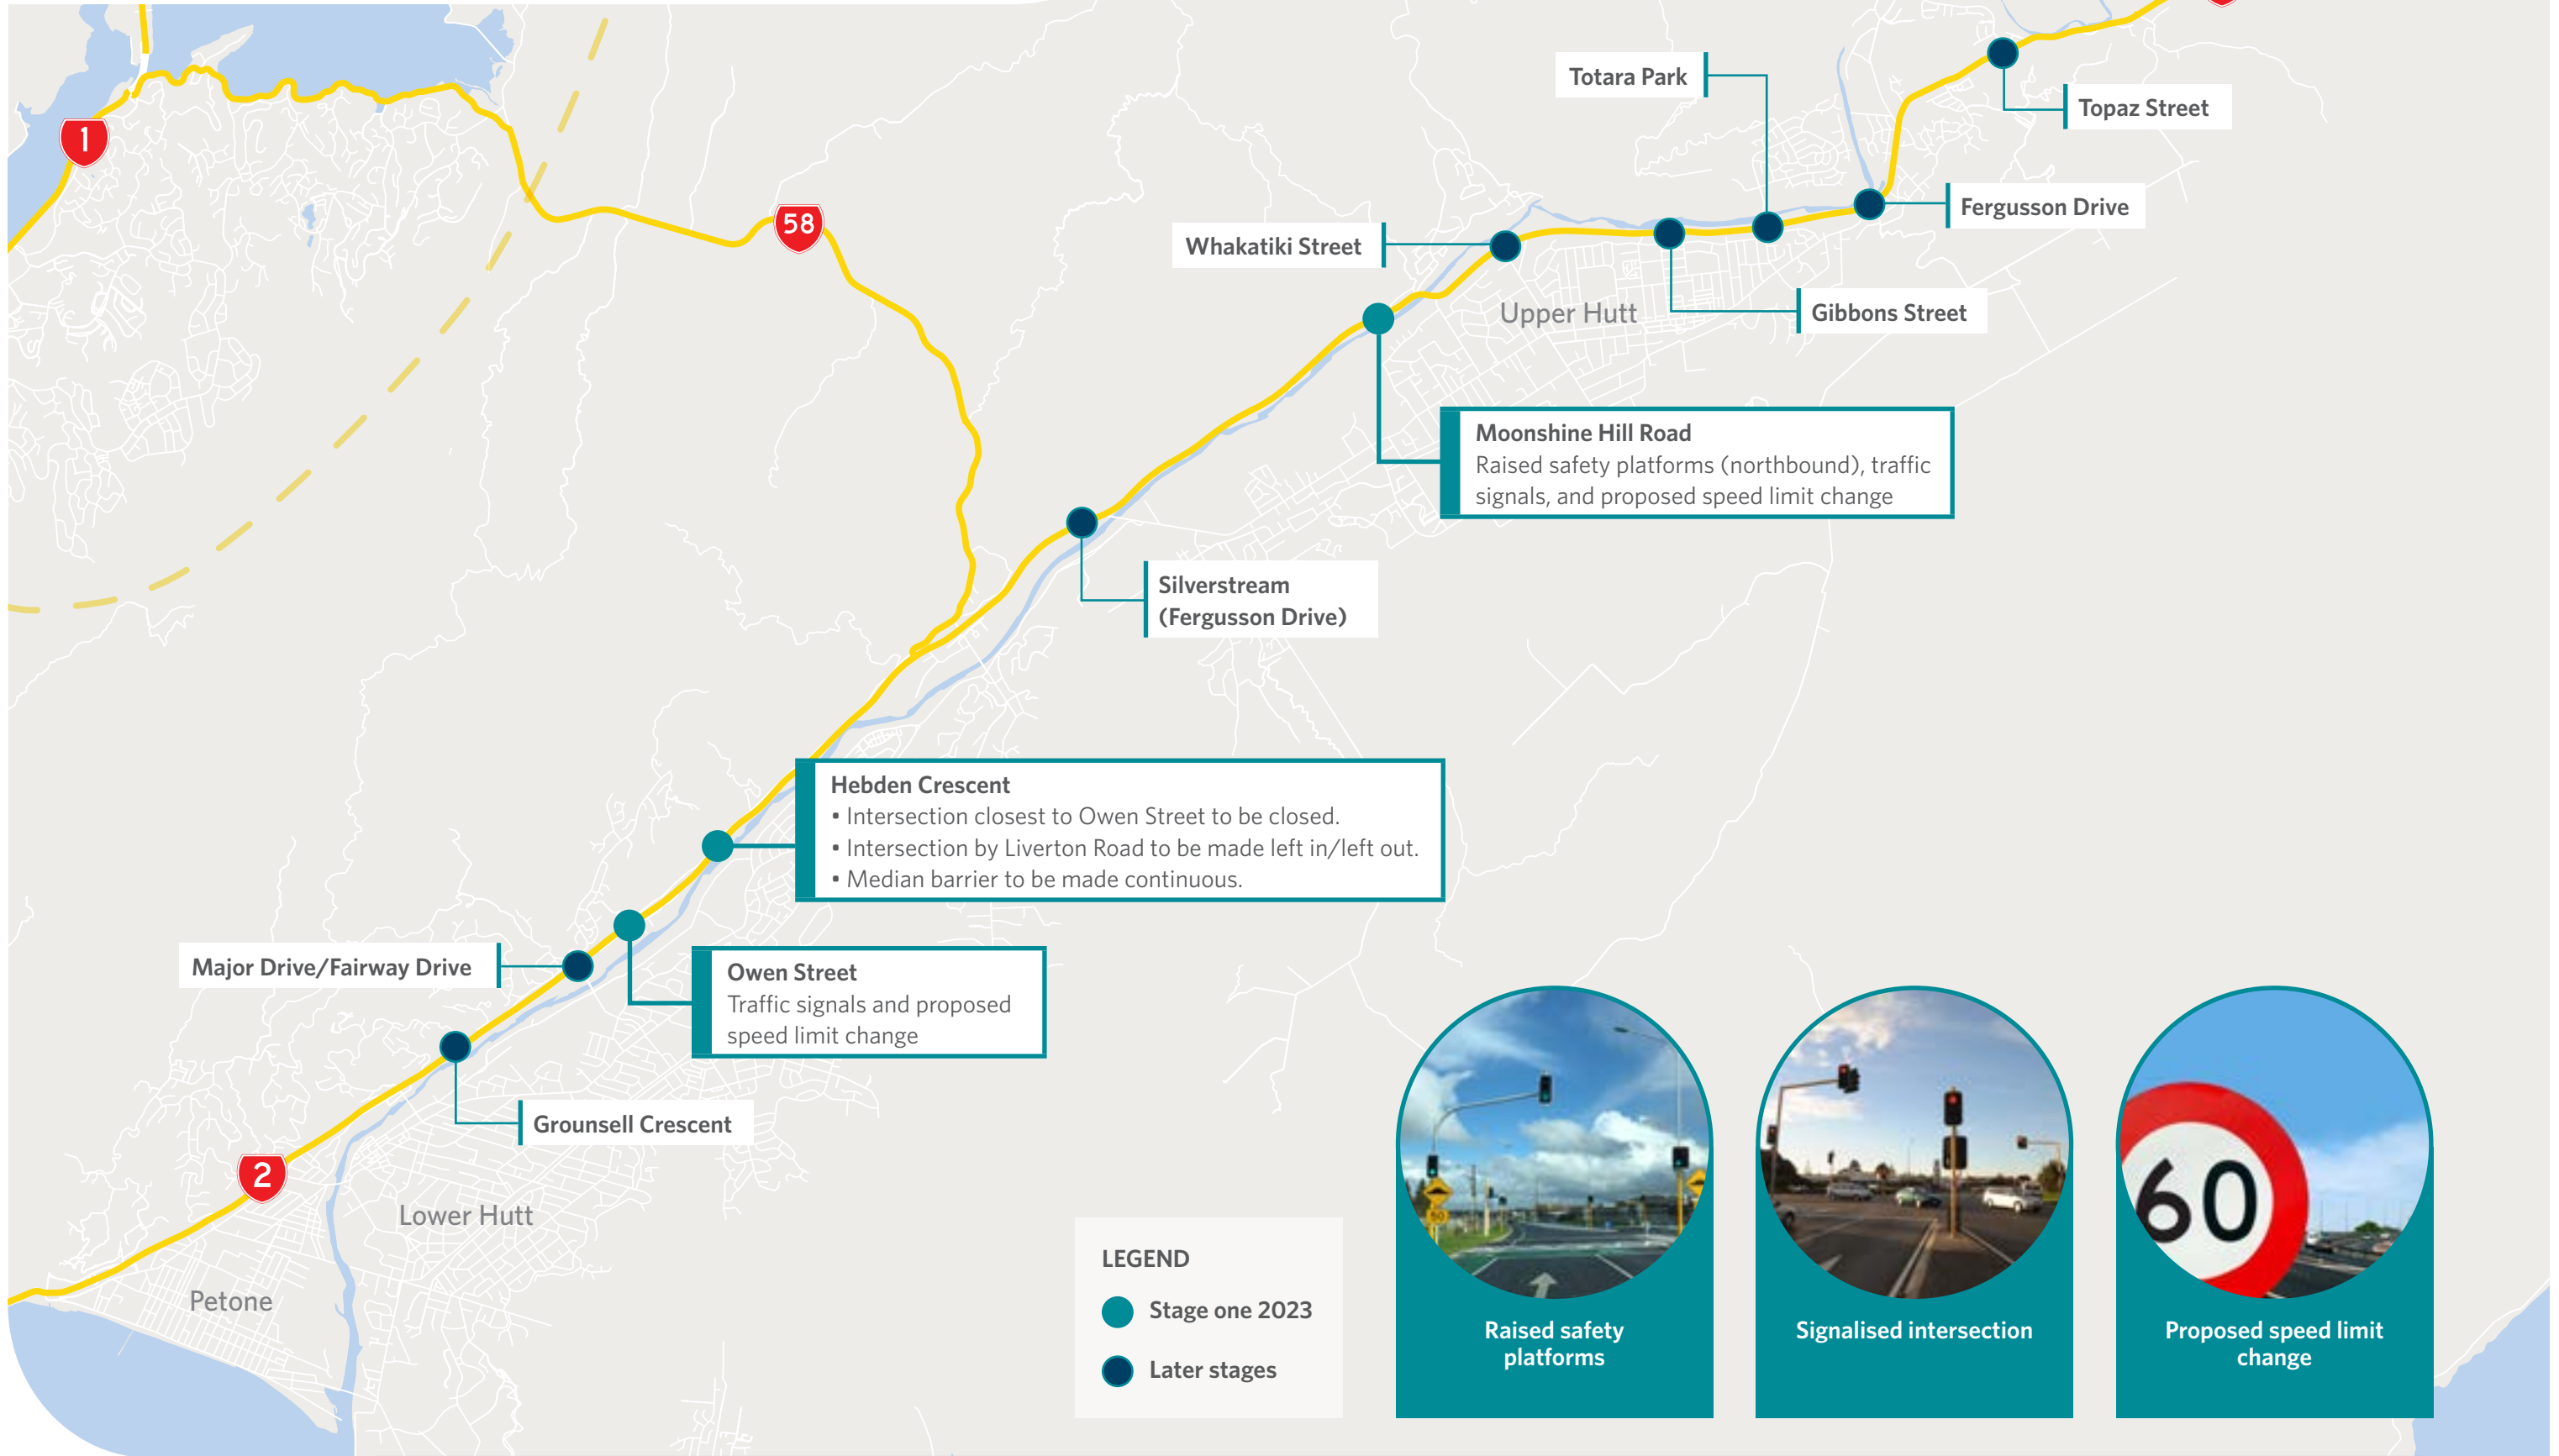 1
58
2
Totara Park
Topaz Street
Fergusson Drive
Whakatiki Street
Upper Hutt
Gibbons Street
Moonshine Hill Road
Raised safety platforms (northbound), traffic
signals, and proposed speed limit change
Silverstream
(Fergusson Drive)
Hebden Crescent
• Intersection closest to Owen Street to be closed.
• Intersection by Liverton Road to be made left in/left out.
• Median barrier to be made continuous.
Major Drive/Fairway Drive
Owen Street
Traffic signals and proposed
speed limit change
Grounsell Crescent
Lower Hutt
Petone
LEGEND
Stage one 2023
Later stages
Raised safety
platforms
Signalised intersection
60
Proposed speed limit
change